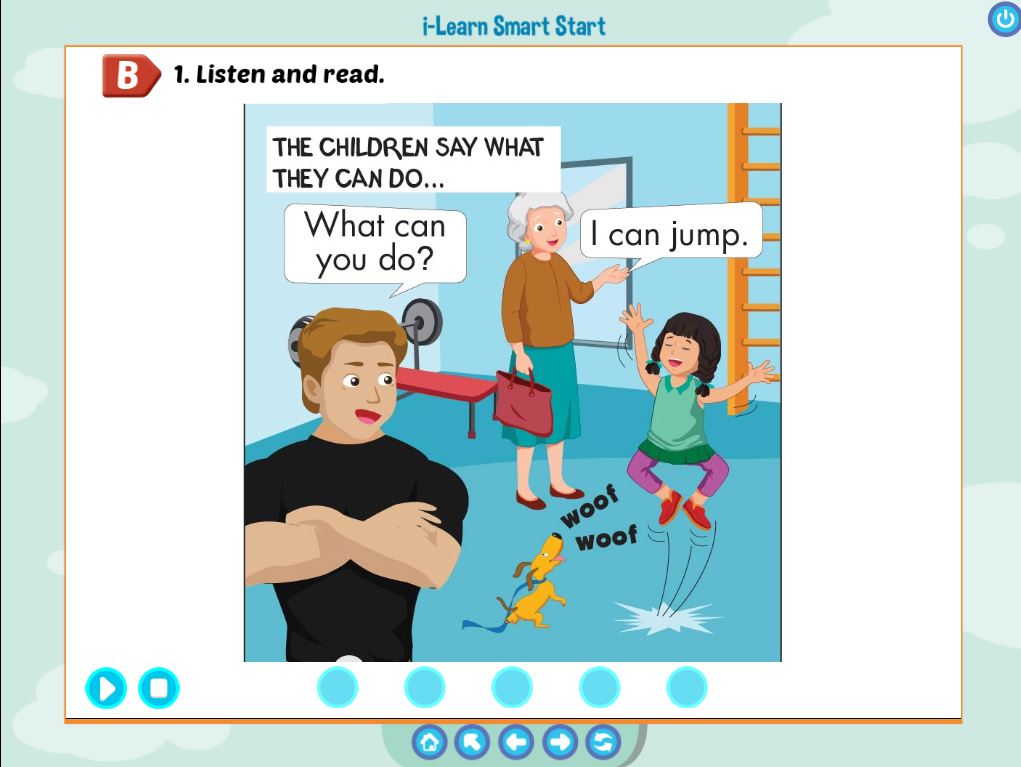 i-Learn Smart Start
B 1. Listen and read.
THE CHILDREN SAY WHAT
THEY CAN DO...
What can
you do?
I can jump.
woof
woof